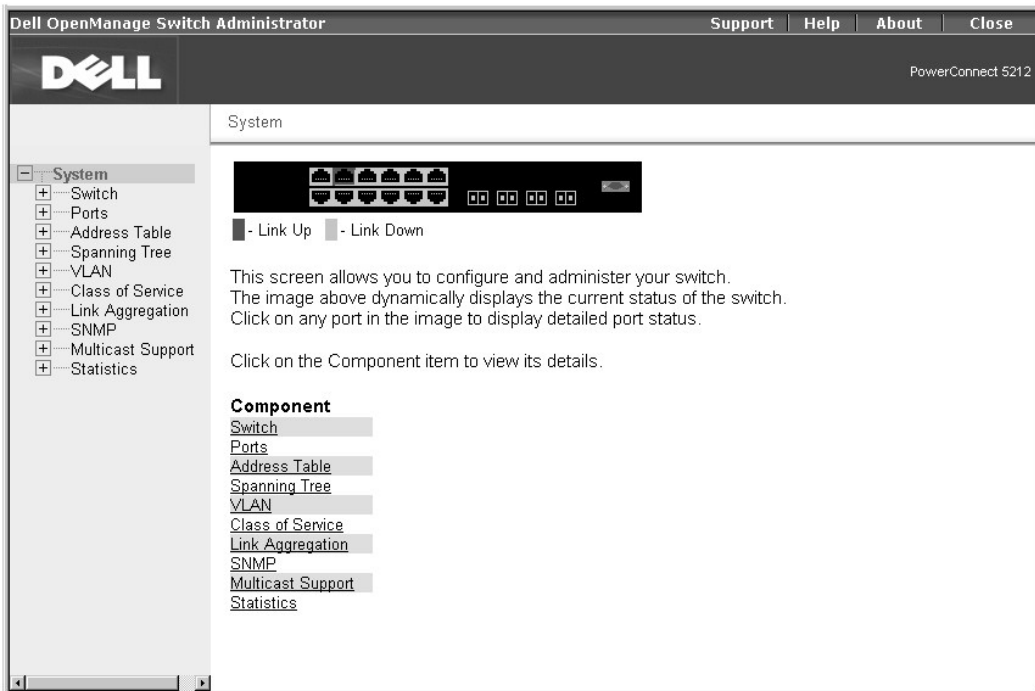 Dell OpenManage Switch Administrator
Support
Help
About
Close
DELL
PowerConnect 5212
System
System
Switch
Ports
Address Table
Spanning Tree
VLAN
Class of Service
Link Aggregation
SNMP
Multicast Support
Statistics
- Link Up
- Link Down
This screen allows you to configure and administer your switch.
The image above dynamically displays the current status of the switch.
Click on any port in the image to display detailed port status.
Click on the Component item to view its details.
Component
Switch
Ports
Address Table
Spanning Tree
VLAN
Class of Service
Link Aggregation
SNMP
Multicast Support
Statistics